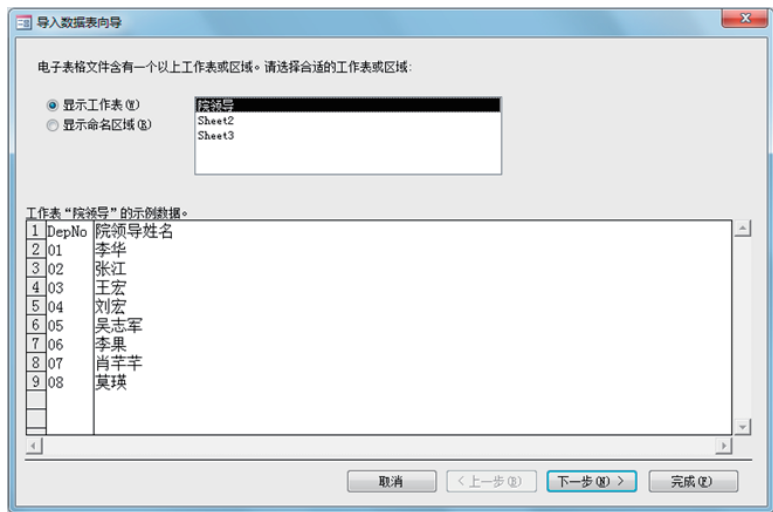 导入数据表向导
电子表格文件含有一个以上工作表或区域。请选择合适的工作表或区域:
显示工作表(W)
显示命名区域(R)
院领导
Sheet2
Sheet3
工作表“院领导”的示例数据。
1 DepNo 院领导姓名
2 01 李华
3 02 张江
4 03 王宏
5 04 刘宏
6 05 吴志军
7 06 李果
8 07 肖芊芊
9 08 莫瑛
取消 <上一步(B) 下一步(N)> 完成(F)